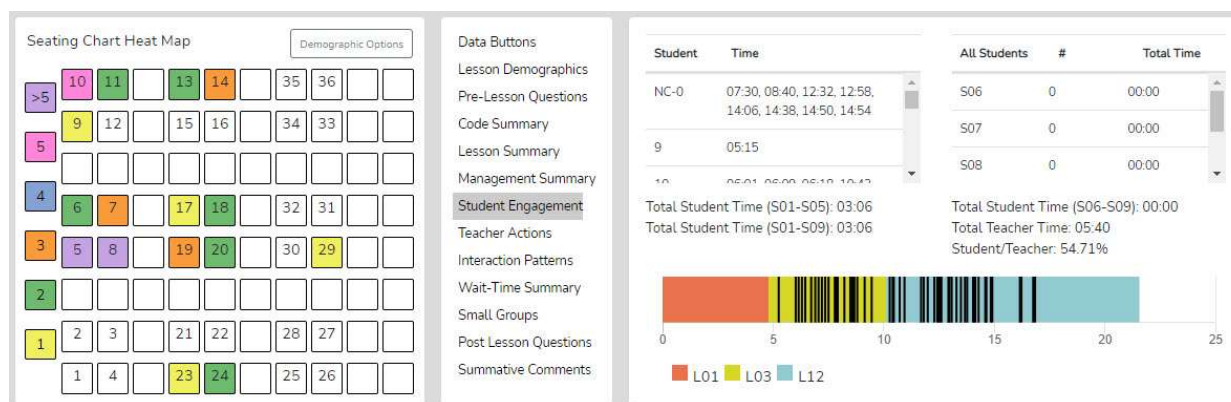 Seating Chart Heat Map
Demographic Options
>5
5
4
3
2
1
10 11 13 14 35 36
9 12 15 16 34 33
6 7 17 18 32 31
5 8 19 20 30 29
2 3 21 22 28 27
1 4 23 24 25 26
Data Buttons
Lesson Demographics
Pre-Lesson Questions
Code Summary
Lesson Summary
Management Summary
Student Engagement
Teacher Actions
Interaction Patterns
Wait-Time Summary
Small Groups
Post Lesson Questions
Summative Comments
Student Time
NC-0 07:30, 08:40, 12:32, 12:58,
14:06, 14:38, 14:50, 14:54
9 05:15
All Students # Total Time
S06 0 00:00
S07 0 00:00
S08 0 00:00
Total Student Time (S01-S05): 03:06
Total Student Time (S01-S09): 03:06
Total Student Time (S06-S09): 00:00
Total Teacher Time: 05:40
Student/Teacher: 54.71%
0 5 10 15 20 25
L01 L03 L12